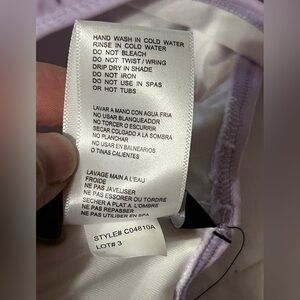 HAND WASH IN COLD WATER
RINSE IN COLD WATER
DO NOT BLEACH
DO NOT TWIST / WRING
DRIP DRY IN SHADE
DO NOT IRON
DO NOT USE IN SPAS
OR HOT TUBS
LAVAR A MANO CON AGUA FRIA
NO USAR BLANQUEADOR
NO TORCER O ESCURRIR
SECAR COLGADO A LA SOMBRA
NO PLANCHAR
NO USAR EN BALNEARIOS
O TINAS CALIENTES
LAVAGE MAIN A L'EAU
FROIDE
NE PAS JAVELISER
NE PAS ESSORER OU TORDRE
SECHER A PLAT A L'OMBRE
NE PAS REPASSER
NE PAS UTILISER EN SPA
STYLE# C04810A
LOT# 3